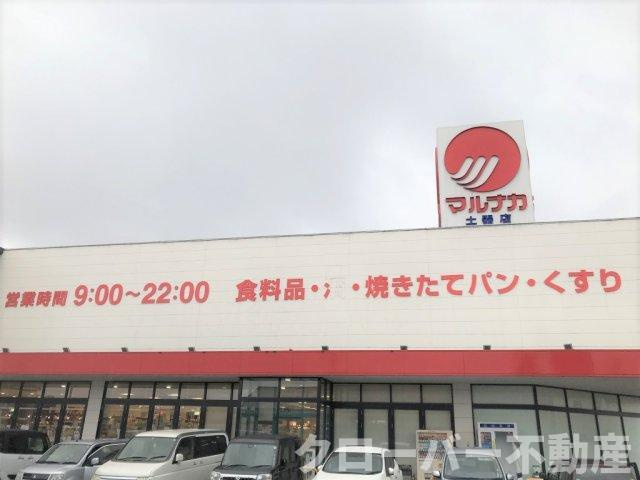 マルナカ
土器店
営業時間 9:00～22:00 食料品・酒・焼きたてパン・くすり
クローバー不動産